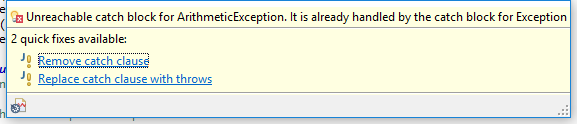 Unreachable catch block for ArithmeticException. It is already handled by the catch block for Exception
2 quick fixes available:
Remove catch clause
Replace catch clause with throws